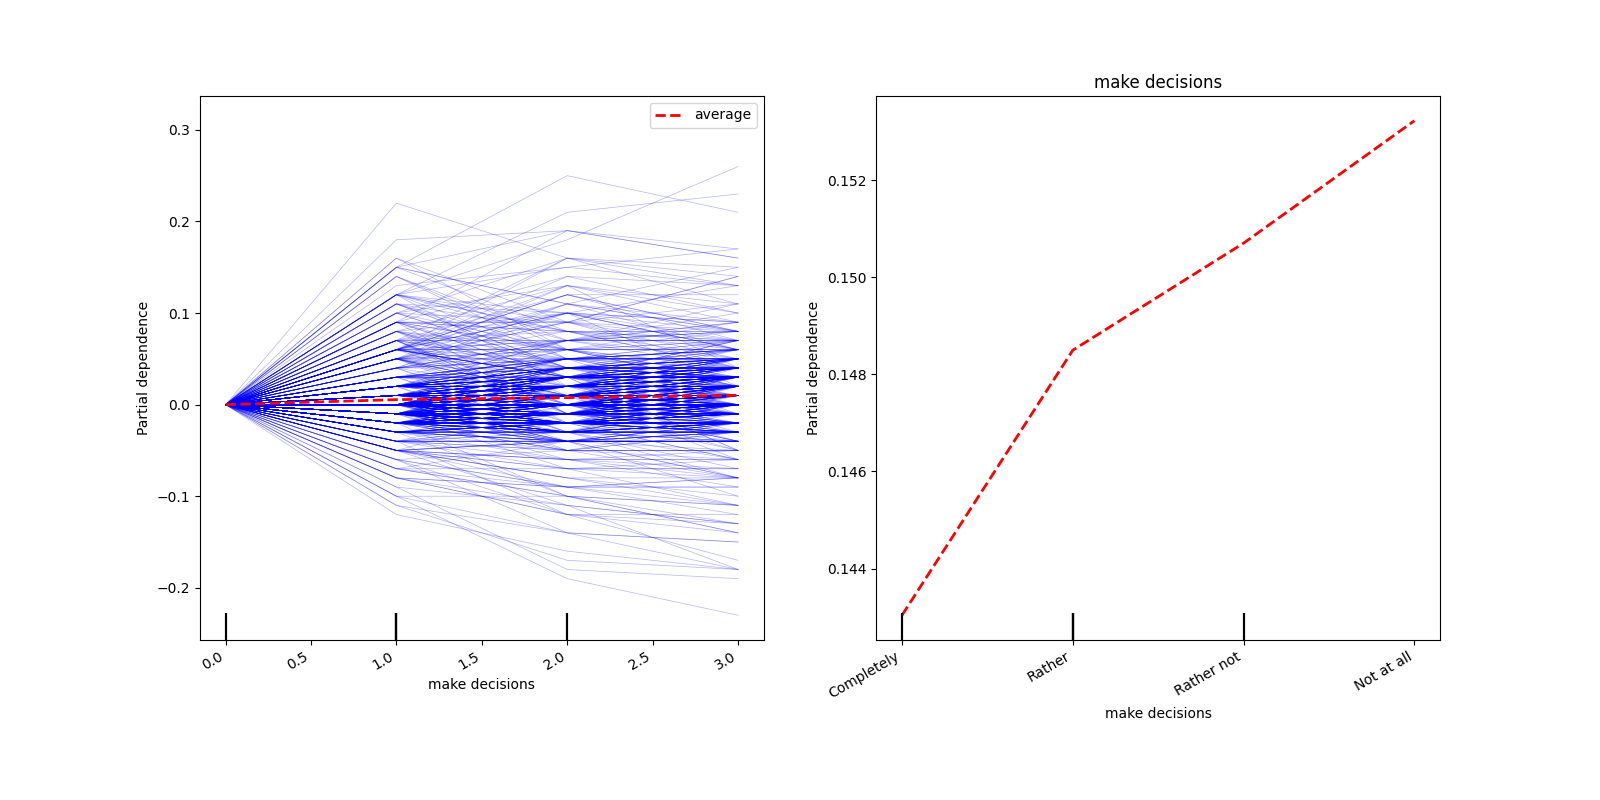 average
0.3
0.2
0.1
0.0
−0.1
−0.2
Partial dependence
0.0
0.5
1.0
1.5
2.0
2.5
3.0
make decisions
make decisions
0.152
0.150
0.148
0.146
0.144
Partial dependence
Completely
Rather
Rather not
Not at all
make decisions